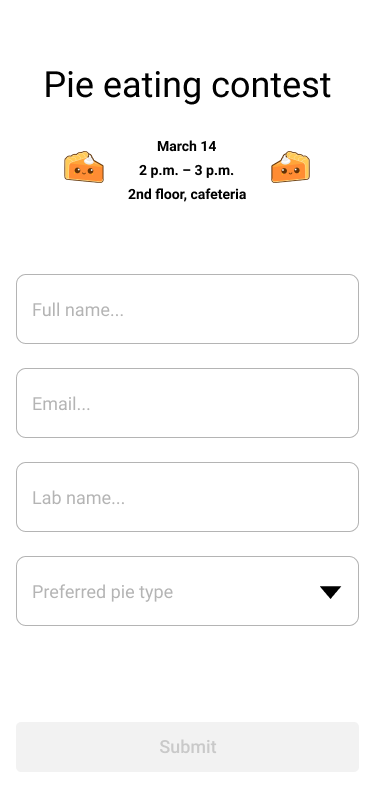 Pie eating contest
March 14
2 p.m. – 3 p.m.
2nd floor, cafeteria
Full name...
Email...
Lab name...
Preferred pie type
Submit